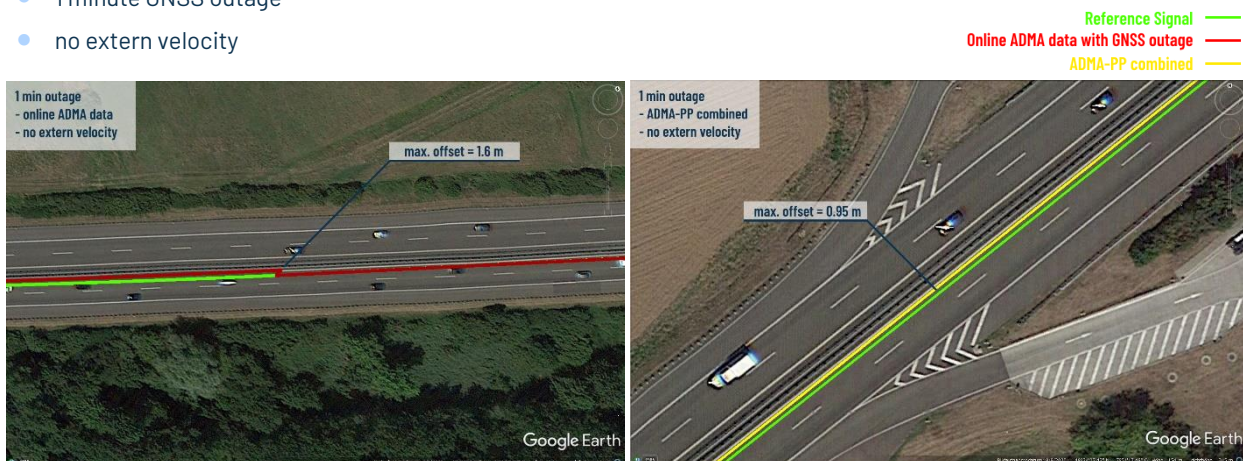 1 minute GNSS outage
no extern velocity
Reference Signal
Online ADMA data with GNSS outage
ADMA-PP combined
1 min outage
- online ADMA data
- no extern velocity
max. offset = 1.6 m
Google Earth
1 min outage
- ADMA-PP combined
- no extern velocity
max. offset = 0.95 m
Google Earth